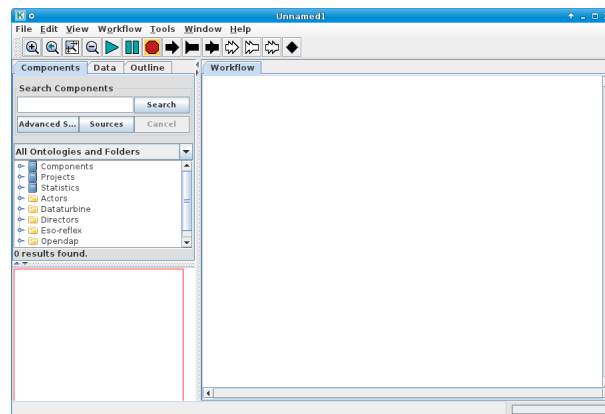 Unnamed1
File Edit View Workflow Tools Window Help
Components Data Outline
Workflow
Search Components
Search
Advanced S... Sources Cancel
All Ontologies and Folders
Components
Projects
Statistics
Actors
Dataturbine
Directors
Eso-reflex
Opendap
0 results found.